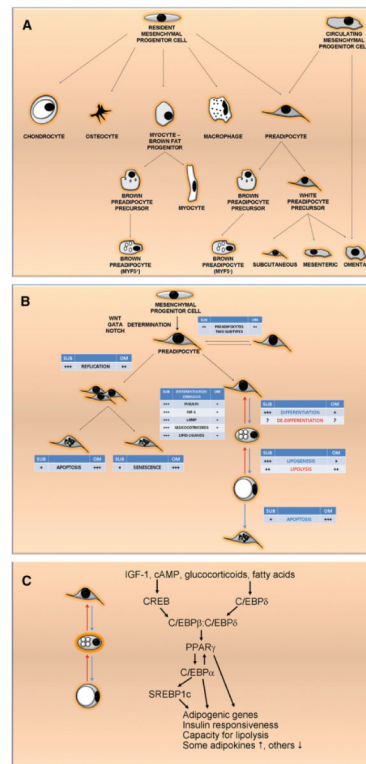 A
RESIDENT
MESENCHYMAL
PROGENITOR CELL
CIRCULATING
MESENCHYMAL
PROGENITOR CELL
CHONDROCYTE
OSTEOCYTE
MYOCYTE –
BROWN FAT
PROGENITOR
MACROPHAGE
PREADIPOCYTE
BROWN
PREADIPOCYTE
PRECURSOR
MYOCYTE
BROWN
PREADIPOCYTE
PRECURSOR
WHITE
PREADIPOCYTE
PRECURSOR
BROWN
PREADIPOCYTE
BROWN
PREADIPOCYTE
SUBCUTANEOUS
MESENTERIC
OMENTAL
B
MESENCHYMAL
PROGENITOR CELL
WNT
GATA
NOTCH
DETERMINATION
SUB OM
PREADIPOCYTES
TWO SUBTYPES
PREADIPOCYTE
SUB OM
+++ REPLICATION ++
SUB DIFFERENTIATION OM
+++ INSULIN +
+++ IGF-1 +
+++ cAMP +
+++ GLUCOCORTICOIDS +
+++ LIPID LIGANDS +
SUB OM
+++ DIFFERENTIATION +
? DE-DIFFERENTIATION ?
SUB OM
+ APOPTOSIS +++
SUB OM
+ SENESCENCE +++
SUB OM
+++ LIPOGENESIS +
++ LIPOLYSIS ++
SUB OM
+ APOPTOSIS +++
C
IGF-1, cAMP, glucocorticoids, fatty acids
CREB
C/EBPδ
C/EBPβ:C/EBPδ
PPARγ
C/EBPα
SREBP1c
Adipogenic genes
Insulin responsiveness
Capacity for lipolysis
Some adipokines ↑, others ↓